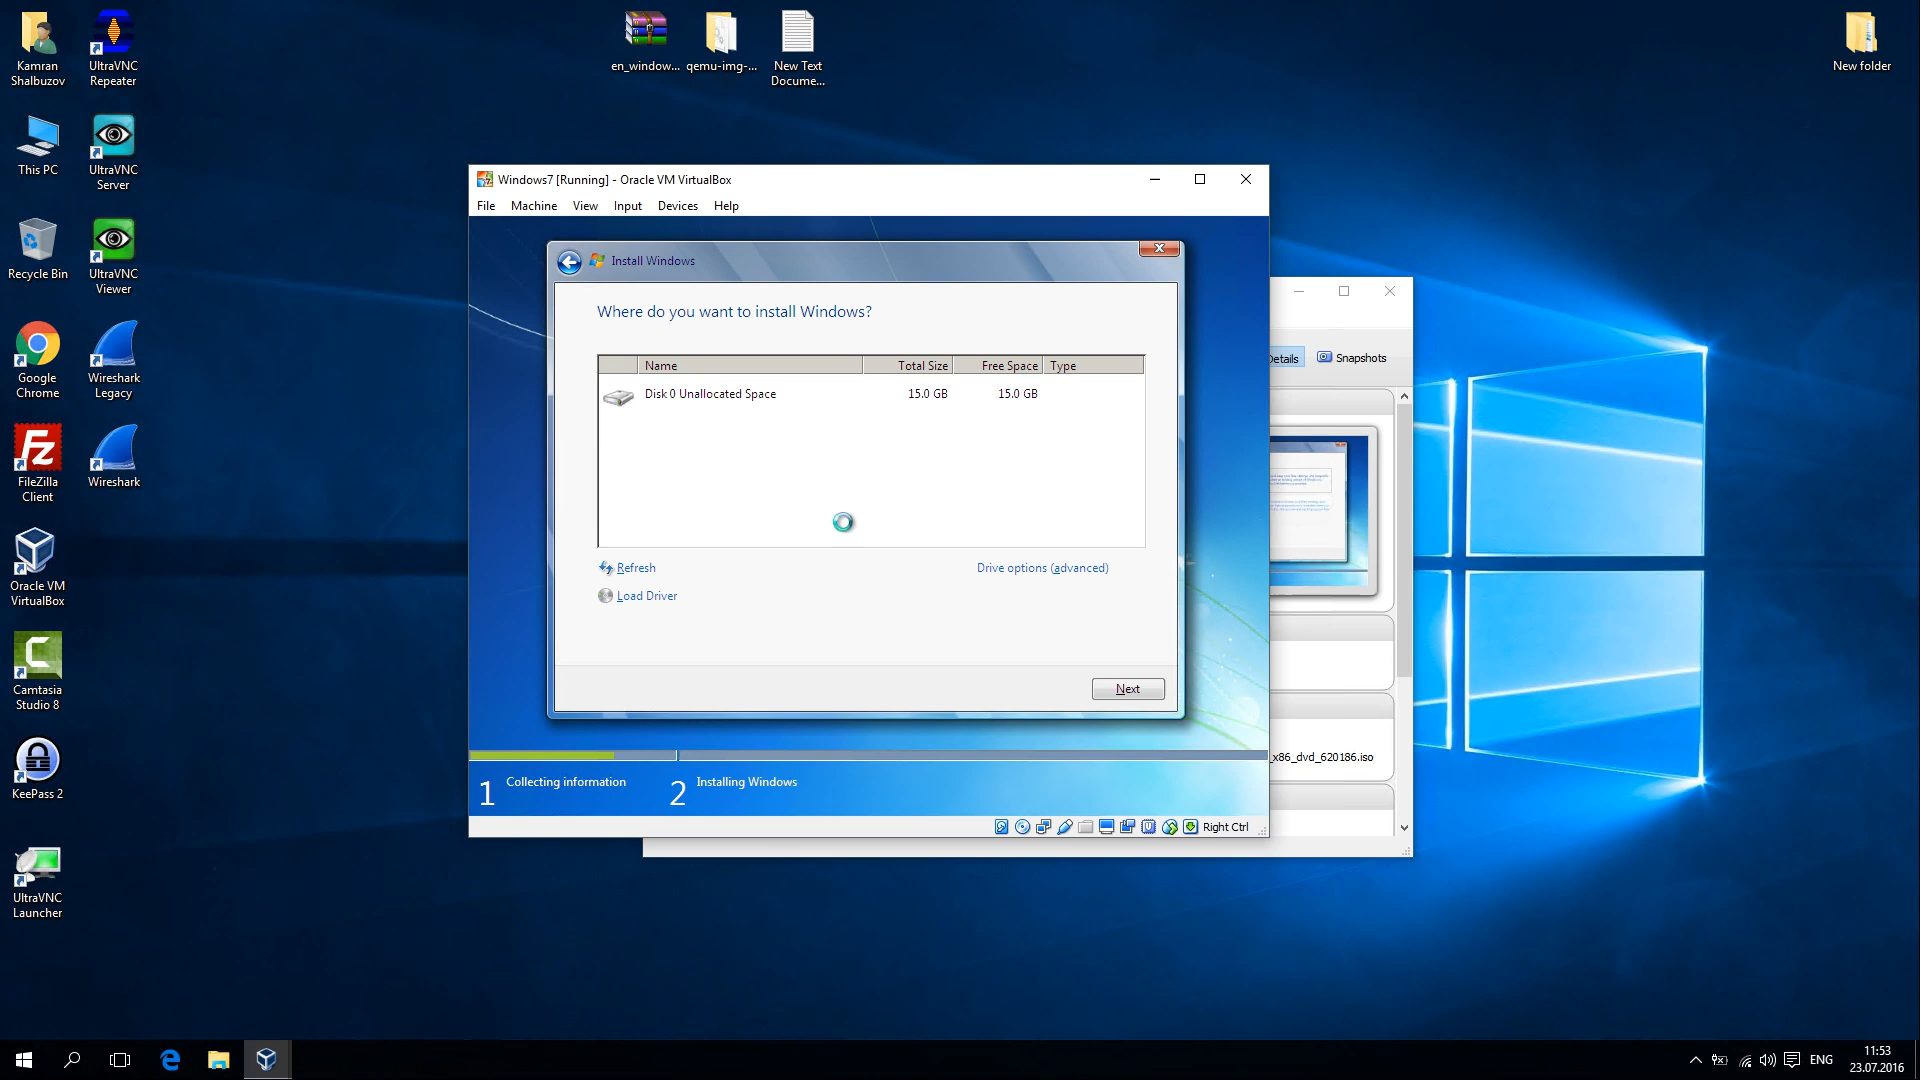 Kamran
Shalbuzov
UltraVNC
Repeater
en_window...
qemu-img-...
New Text
Docume...
New folder
This PC
UltraVNC
Server
Recycle Bin
UltraVNC
Viewer
Google
Chrome
Wireshark
Legacy
FileZilla
Client
Wireshark
Oracle VM
VirtualBox
Camtasia
Studio 8
KeePass 2
UltraVNC
Launcher
Windows7 [Running] - Oracle VM VirtualBox
File Machine View Input Devices Help
Install Windows
Where do you want to install Windows?
Name Total Size Free Space Type
Disk 0 Unallocated Space 15.0 GB 15.0 GB
Refresh
Drive options (advanced)
Load Driver
Next
1 Collecting information
2 Installing Windows
Right Ctrl
Details
Snapshots
_x86_dvd_620186.iso
ENG
11:53
23.07.2016